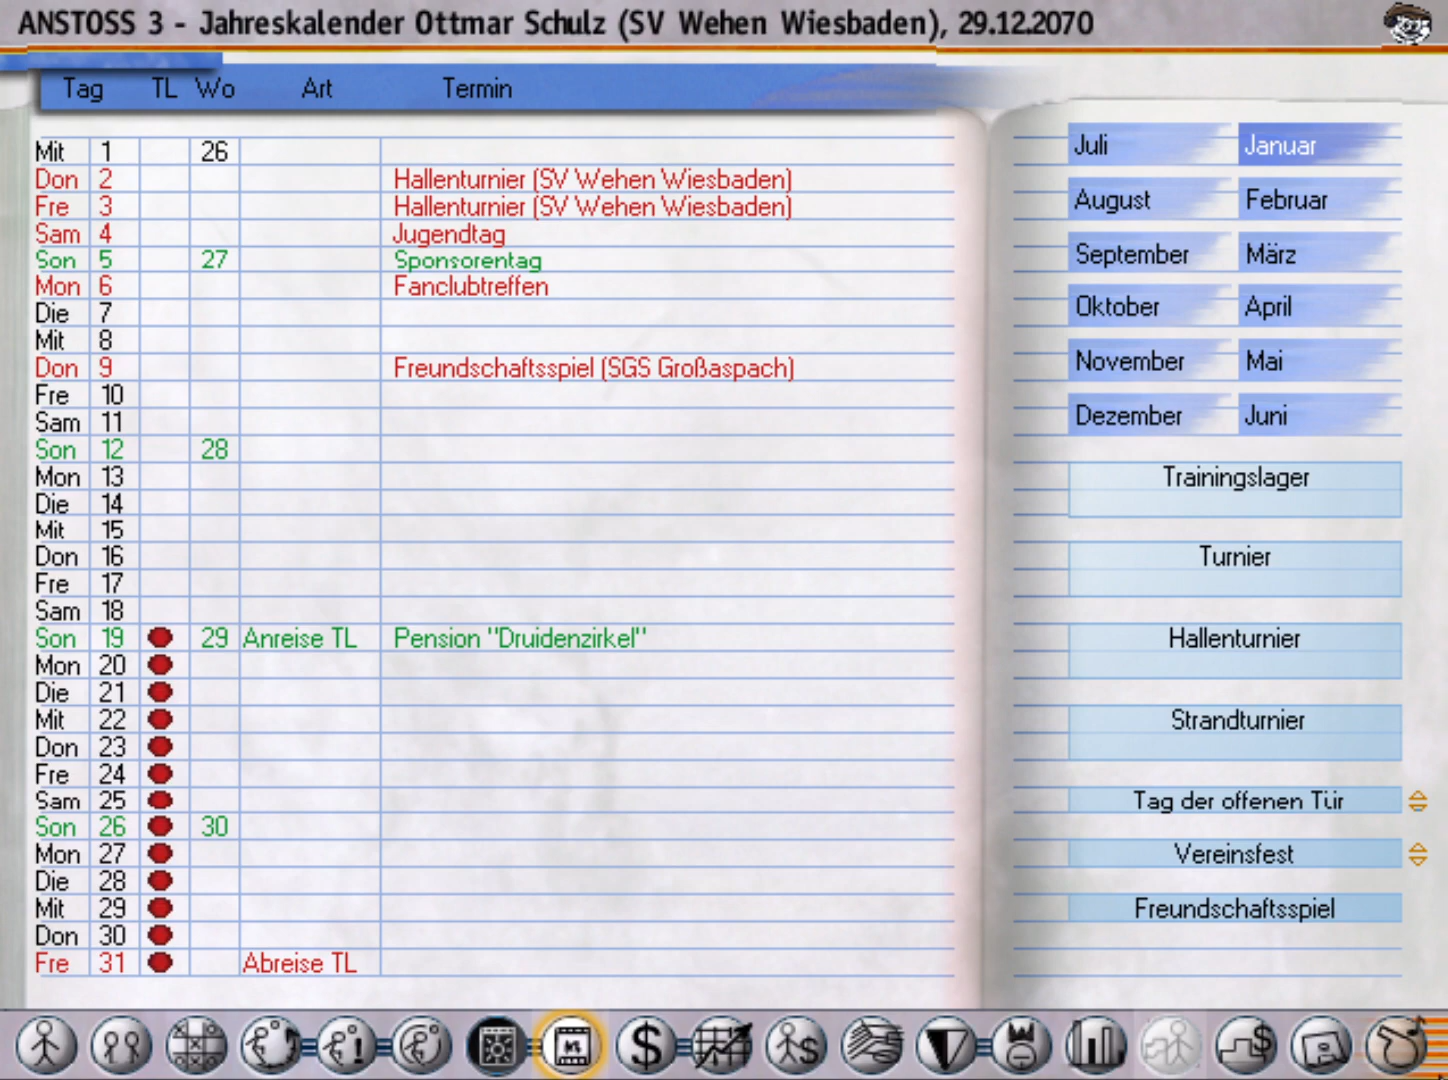 ANSTOSS 3 - Jahreskalender Ottmar Schulz (SV Wehen Wiesbaden), 29.12.2070
Tag TL Wo Art Termin
Mit 1 26
Don 2 Hallenturnier (SV Wehen Wiesbaden)
Fre 3 Hallenturnier (SV Wehen Wiesbaden)
Sam 4 Jugendtag
Son 5 27 Sponsorentag
Mon 6 Fanclubtreffen
Die 7
Mit 8
Don 9 Freundschaftsspiel (SGS Großaspach)
Fre 10
Sam 11
Son 12 28
Mon 13
Die 14
Mit 15
Don 16
Fre 17
Sam 18
Son 19 29 Anreise TL Pension "Druidenzirkel"
Mon 20
Die 21
Mit 22
Don 23
Fre 24
Sam 25
Son 26 30
Mon 27
Die 28
Mit 29
Don 30
Fre 31 Abreise TL
Juli Januar
August Februar
September März
Oktober April
November Mai
Dezember Juni
Trainingslager
Turnier
Hallenturnier
Strandturnier
Tag der offenen Tür
Vereinsfest
Freundschaftsspiel